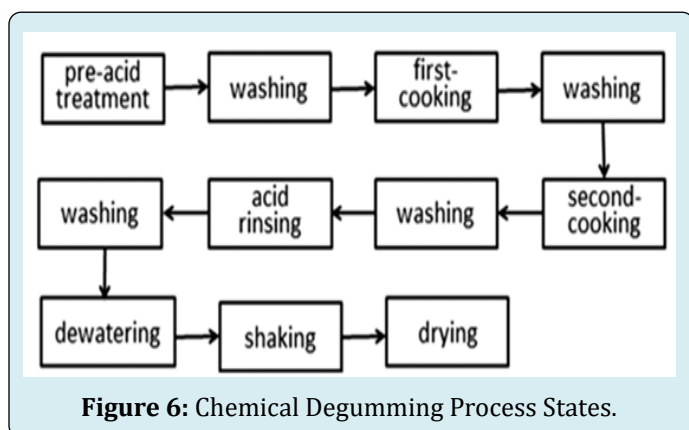 pre-acid
treatment
washing
first-
cooking
washing
second-
cooking
washing
acid
rinsing
washing
dewatering
shaking
drying
Figure 6: Chemical Degumming Process States.